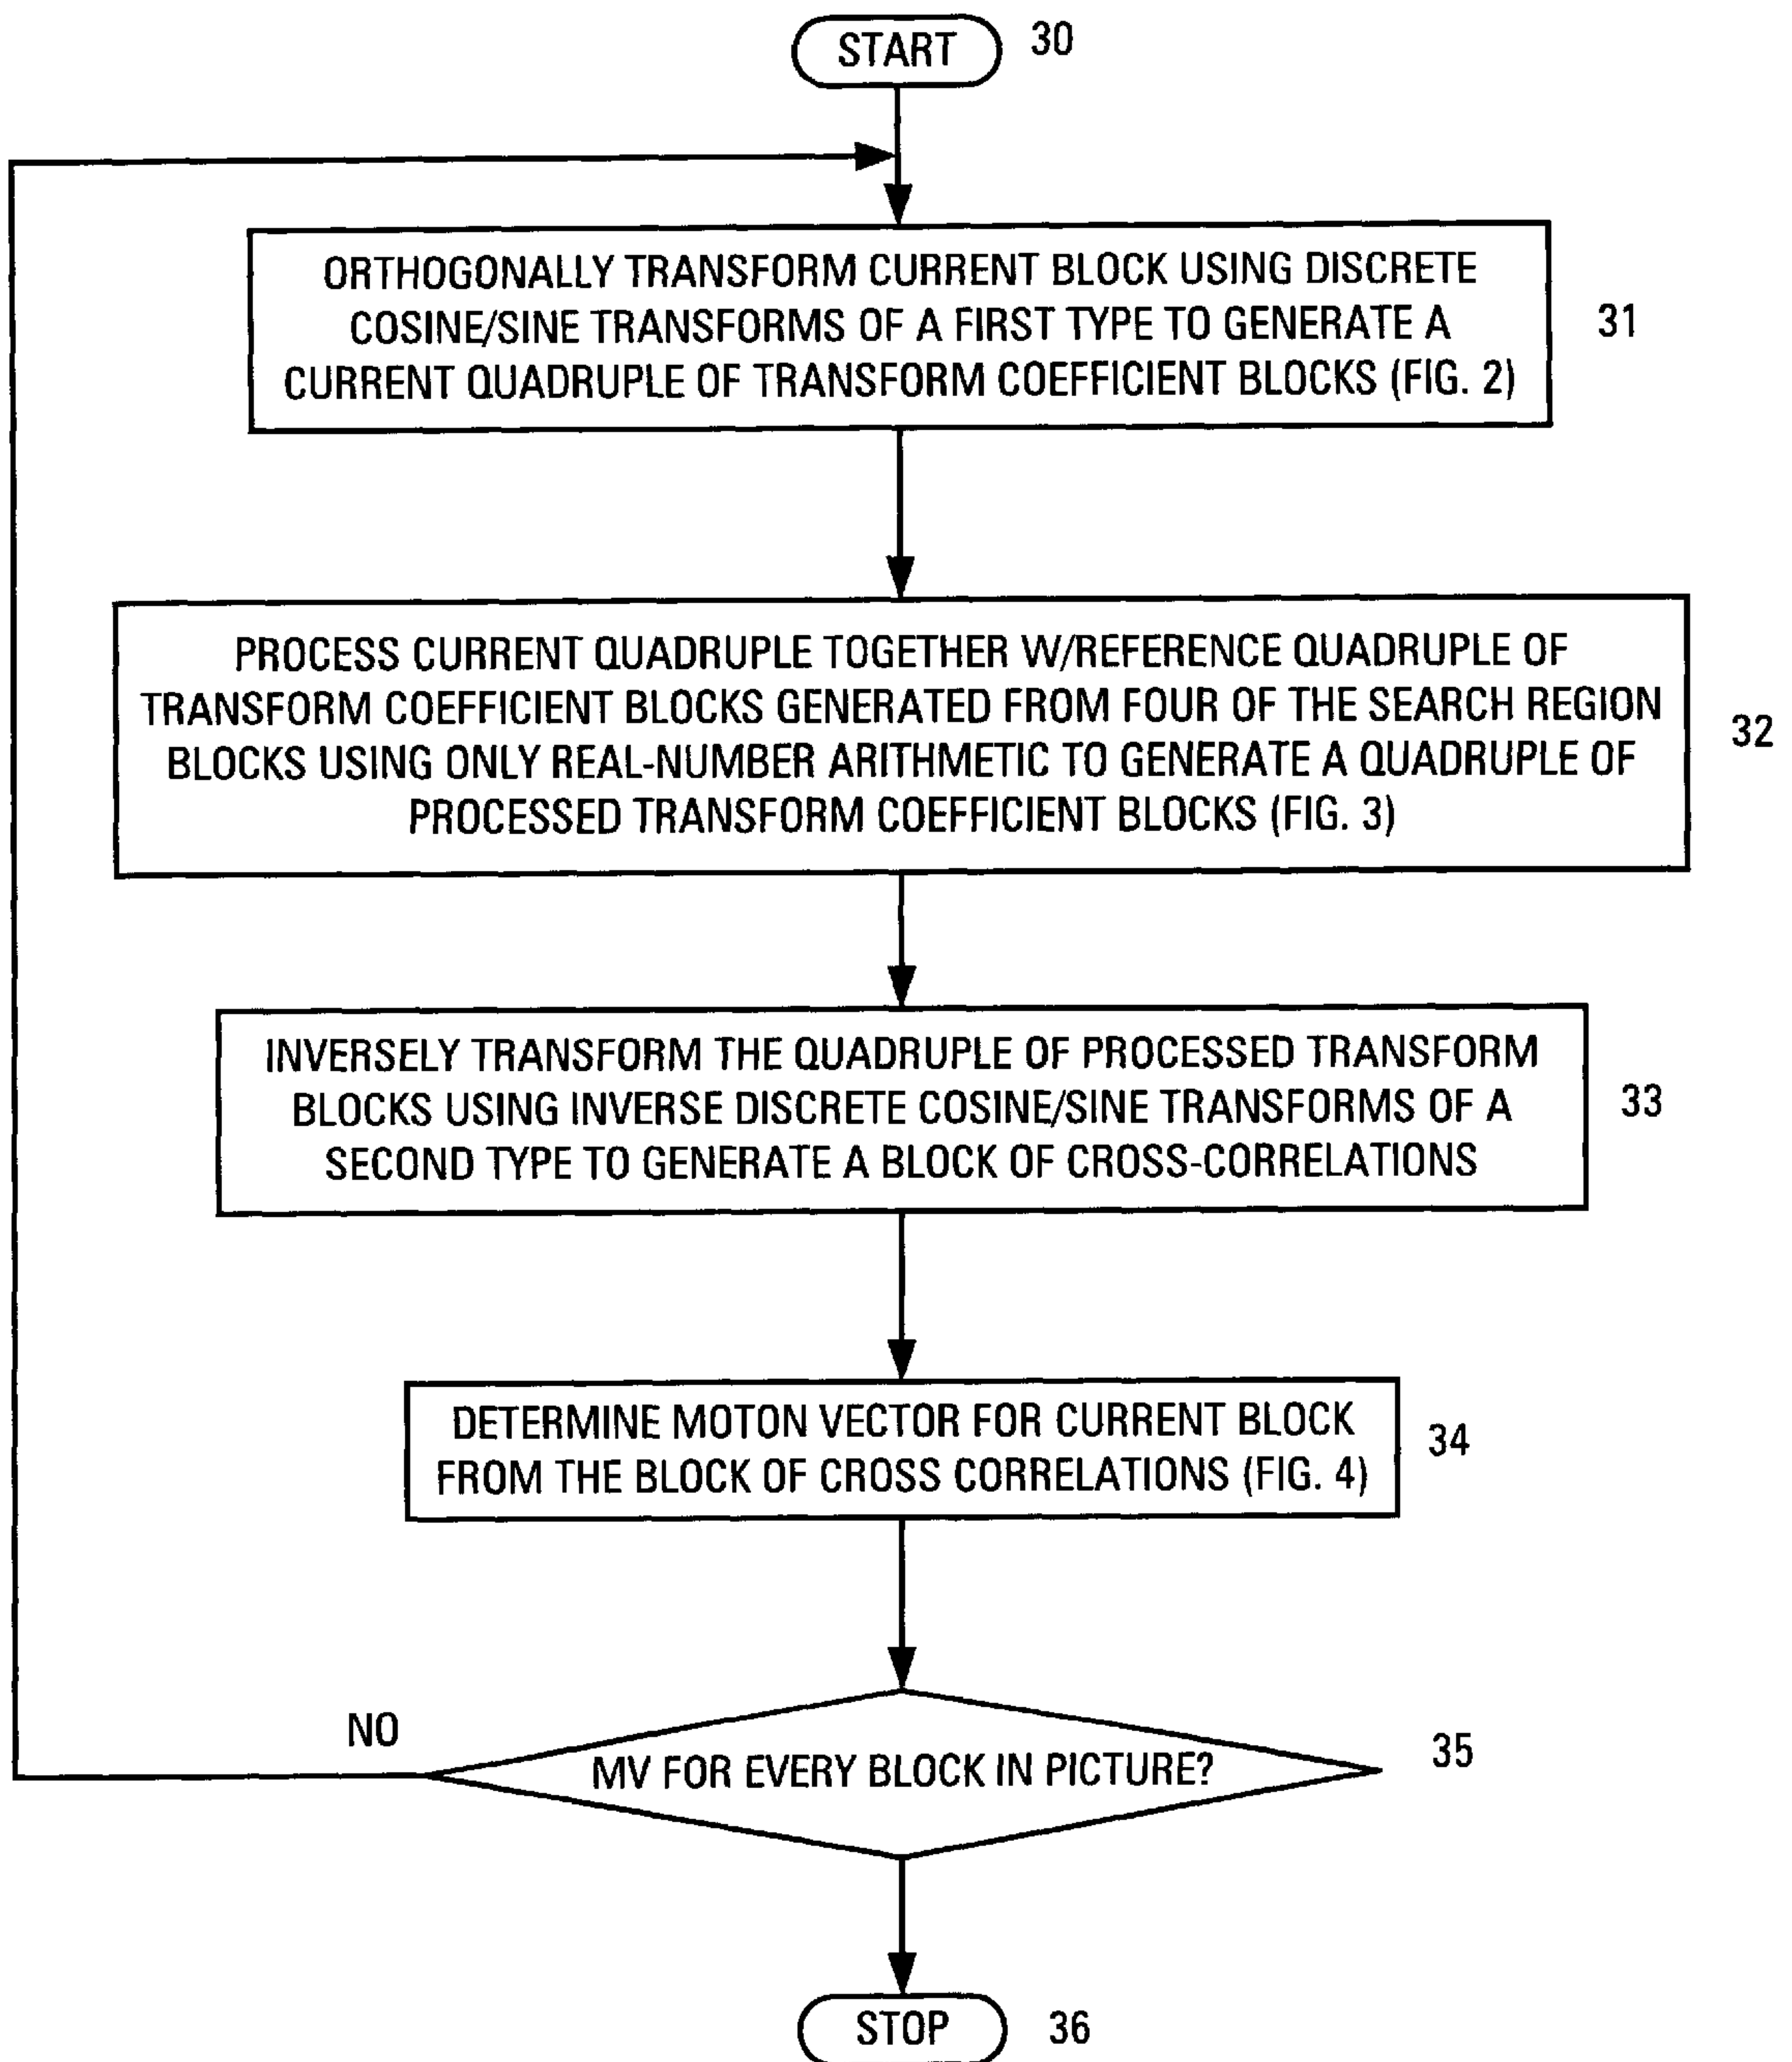 START 30
ORTHOGONALLY TRANSFORM CURRENT BLOCK USING DISCRETE
COSINE/SINE TRANSFORMS OF A FIRST TYPE TO GENERATE A
CURRENT QUADRUPLE OF TRANSFORM COEFFICIENT BLOCKS (FIG. 2)
31
PROCESS CURRENT QUADRUPLE TOGETHER W/REFERENCE QUADRUPLE OF
TRANSFORM COEFFICIENT BLOCKS GENERATED FROM FOUR OF THE SEARCH REGION
BLOCKS USING ONLY REAL-NUMBER ARITHMETIC TO GENERATE A QUADRUPLE OF
PROCESSED TRANSFORM COEFFICIENT BLOCKS (FIG. 3)
32
INVERSELY TRANSFORM THE QUADRUPLE OF PROCESSED TRANSFORM
BLOCKS USING INVERSE DISCRETE COSINE/SINE TRANSFORMS OF A
SECOND TYPE TO GENERATE A BLOCK OF CROSS-CORRELATIONS
33
DETERMINE MOTON VECTOR FOR CURRENT BLOCK
FROM THE BLOCK OF CROSS CORRELATIONS (FIG. 4)
34
NO
MV FOR EVERY BLOCK IN PICTURE?
35
STOP 36